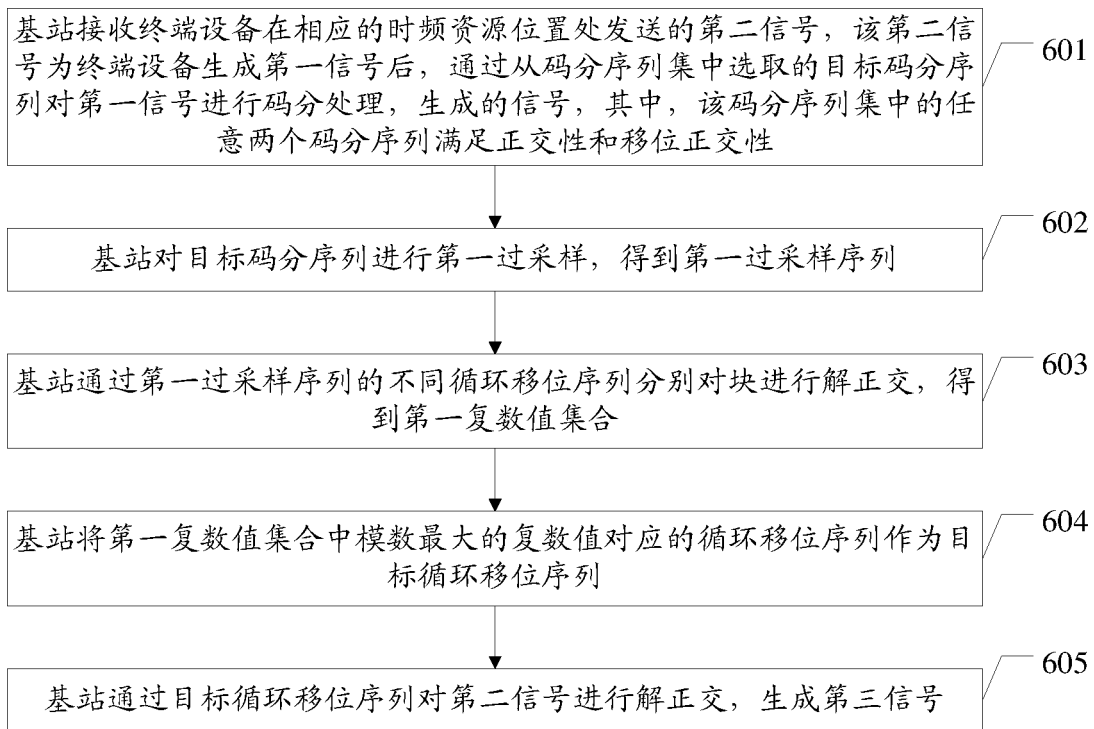 基站接收终端设备在相应的时频资源位置处发送的第二信号，该第二信
号为终端设备生成第一信号后，通过从码分序列集中选取的目标码分序
列对第一信号进行码分处理，生成的信号，其中，该码分序列集中的任
意两个码分序列满足正交性和移位正交性
601
基站对目标码分序列进行第一过采样，得到第一过采样序列
602
基站通过第一过采样序列的不同循环移位序列分别对块进行解正交，得
到第一复数值集合
603
基站将第一复数值集合中模数最大的复数值对应的循环移位序列作为目
标循环移位序列
604
基站通过目标循环移位序列对第二信号进行解正交，生成第三信号
605